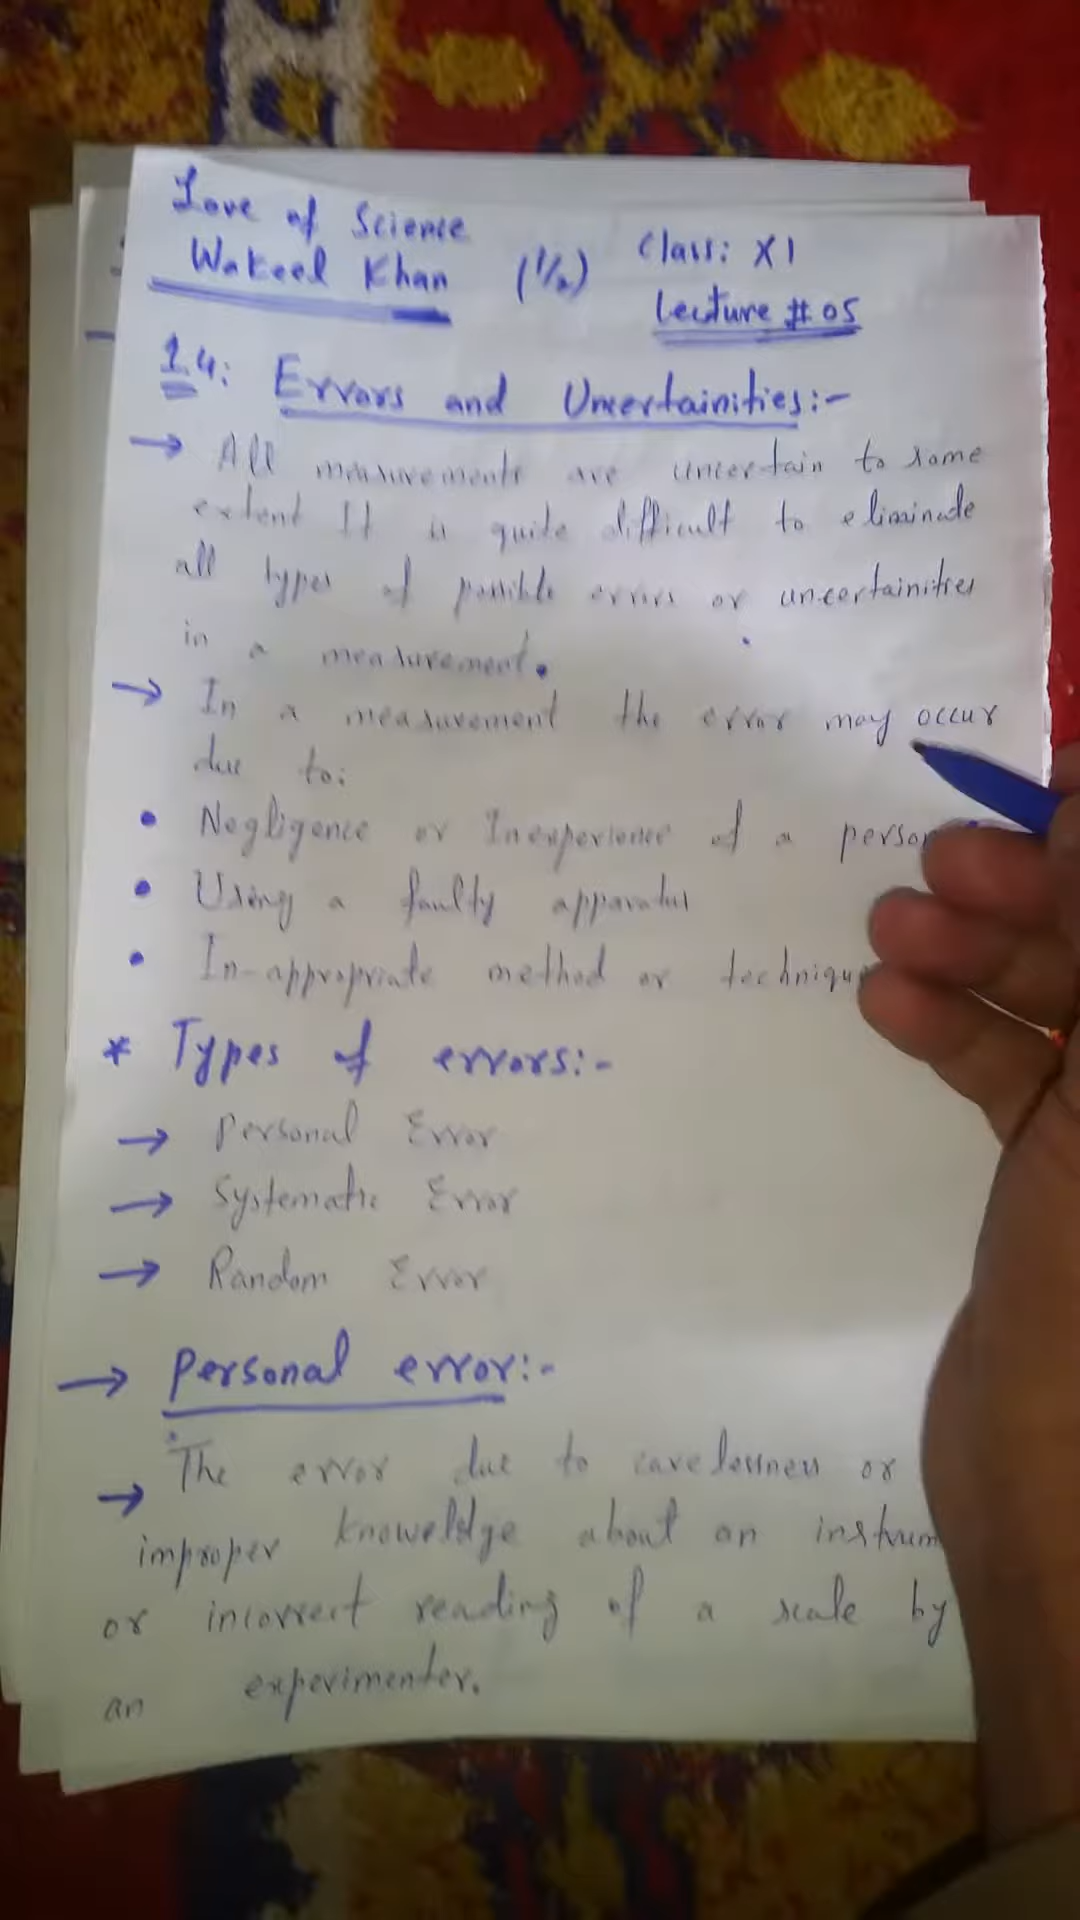 Love of Science
Wakeel Khan (1/2) Class: XI
Lecture # 05
1.4: Errors and Uncertainities:-
→ All measurements are uncertain to some
extent It is quite difficult to eliminate
all types of possible errors or uncertainities
in a measurement.
→ In a measurement the error may occur
due to:
• Negligence or Inexperience of a person
• Using a faulty apparatus
• In-appropriate method or technique
* Types of errors:-
→ Personal Error
→ Systematic Error
→ Random Error
→ Personal error:-
→ The error due to carelessness or
improper knoweldge about an instrum
or incorrect reading of a scale by
an experimenter.